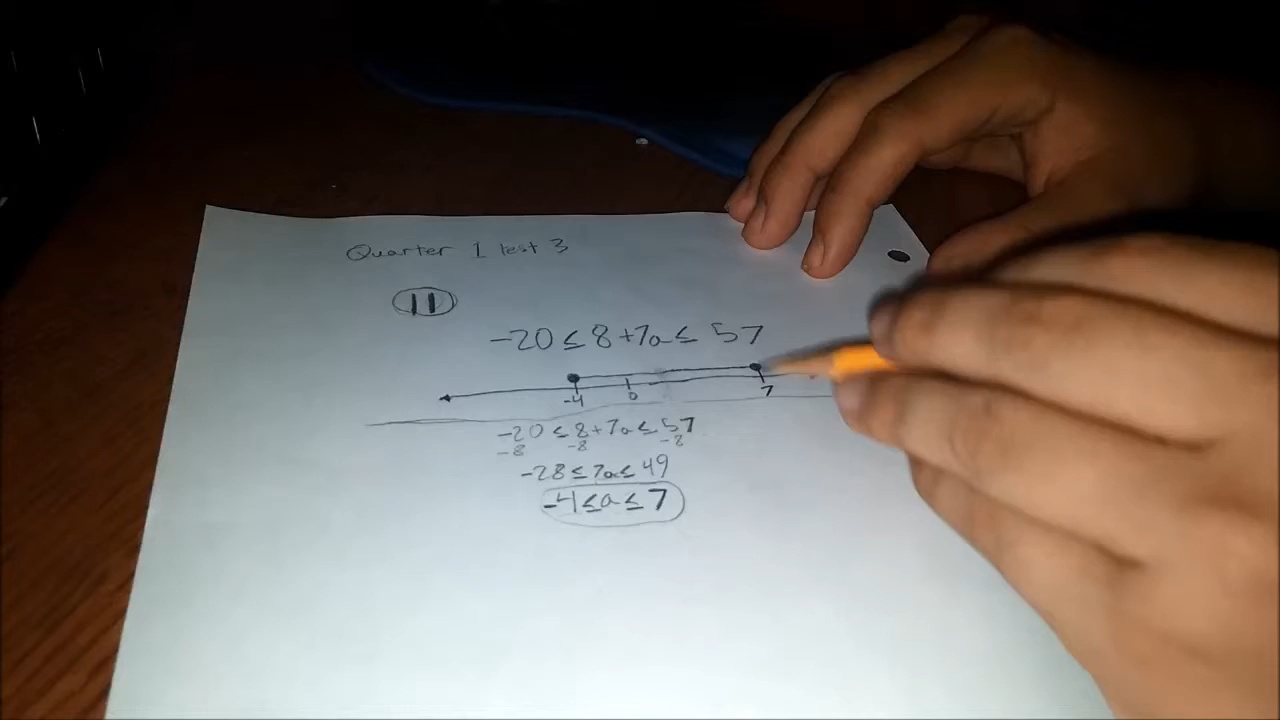 Quarter 1 test 3
11
-20 ≤ 8 + 7a ≤ 57
-4 0 7
-20 ≤ 8 + 7a ≤ 57
-8 -8 -8
-28 ≤ 7a ≤ 49
-4 ≤ a ≤ 7